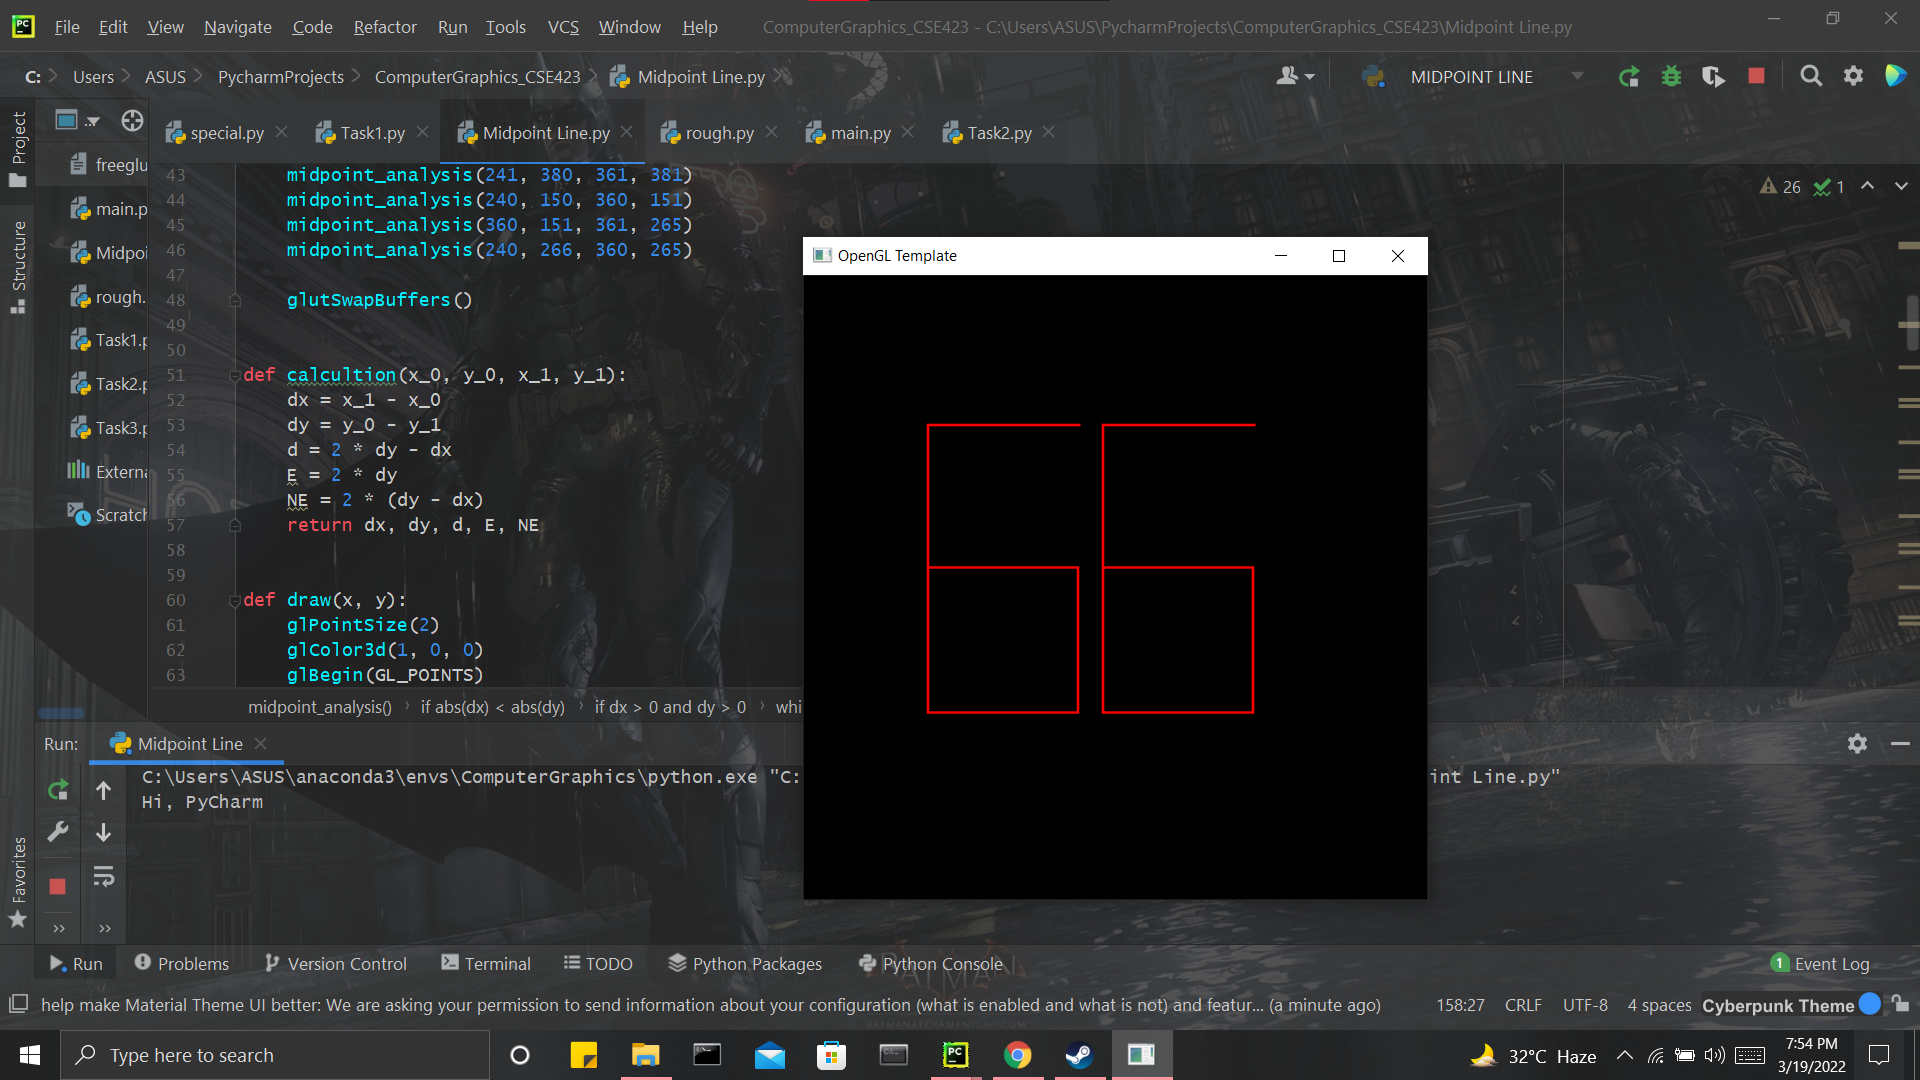 File Edit View Navigate Code Refactor Run Tools VCS Window Help ComputerGraphics_CSE423 - C:\Users\ASUS\PycharmProjects\ComputerGraphics_CSE423\Midpoint Line.py
C: Users ASUS PycharmProjects ComputerGraphics_CSE423 Midpoint Line.py MIDPOINT LINE
Project
special.py Task1.py Midpoint Line.py rough.py main.py Task2.py
freeglu
main.p
Midpoi
rough.
Task1.p
Task2.p
Task3.p
Externa
Scratch
Structure
26 1
43 midpoint_analysis(241, 380, 361, 381)
44 midpoint_analysis(240, 150, 360, 151)
45 midpoint_analysis(360, 151, 361, 265)
46 midpoint_analysis(240, 266, 360, 265)
47
48 glutSwapBuffers()
49
50
51 def calcultion(x_0, y_0, x_1, y_1):
52 dx = x_1 - x_0
53 dy = y_0 - y_1
54 d = 2 * dy - dx
55 E = 2 * dy
56 NE = 2 * (dy - dx)
57 return dx, dy, d, E, NE
58
59
60 def draw(x, y):
61 glPointSize(2)
62 glColor3d(1, 0, 0)
63 glBegin(GL_POINTS)
midpoint_analysis() if abs(dx) < abs(dy) if dx > 0 and dy > 0 whi
OpenGL Template
Run: Midpoint Line
C:\Users\ASUS\anaconda3\envs\ComputerGraphics\python.exe "C: int Line.py"
Hi, PyCharm
Favorites
Run Problems Version Control Terminal TODO Python Packages Python Console 1 Event Log
help make Material Theme UI better: We are asking your permission to send information about your configuration (what is enabled and what is not) and featur... (a minute ago) 158:27 CRLF UTF-8 4 spaces Cyberpunk Theme
Type here to search
32°C Haze
7:54 PM
3/19/2022